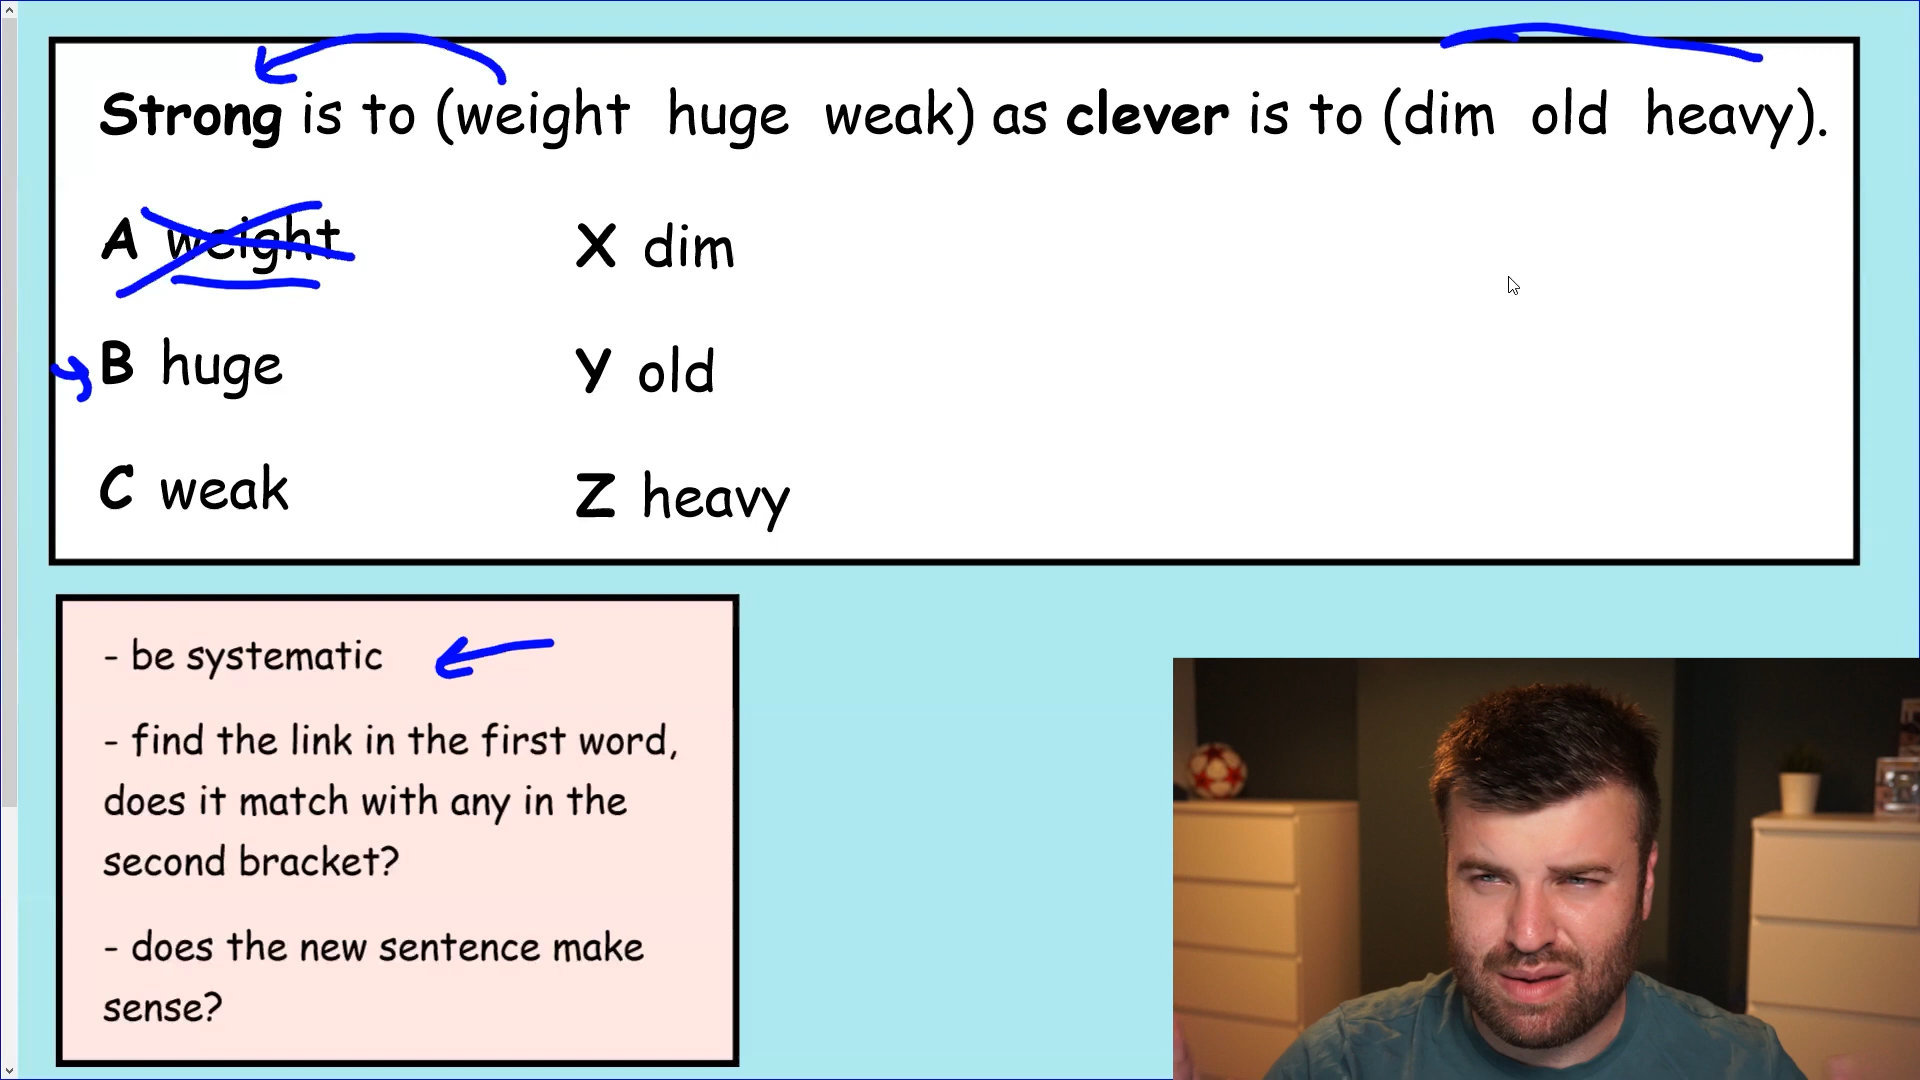 Strong is to (weight huge weak) as clever is to (dim old heavy).
A weight
X dim
B huge
Y old
C weak
Z heavy
- be systematic
- find the link in the first word,
does it match with any in the
second bracket?
- does the new sentence make
sense?